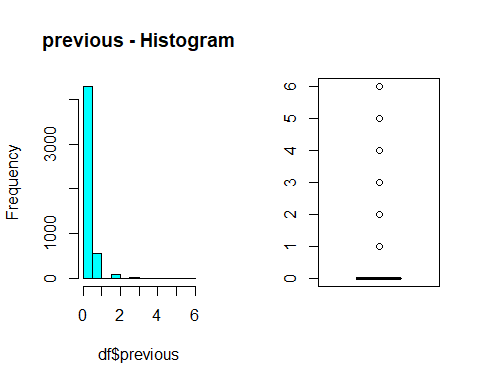 previous - Histogram
Frequency
0 1000 3000
0 2 4 6
df$previous
0 1 2 3 4 5 6